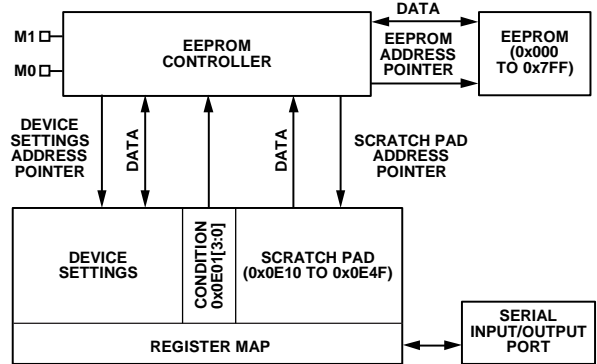 M1
M0
EEPROM
CONTROLLER
DATA
EEPROM
ADDRESS
POINTER
EEPROM
(0x000
TO 0x7FF)
DEVICE
SETTINGS
ADDRESS
POINTER
DATA
DATA
SCRATCH PAD
ADDRESS
POINTER
DEVICE
SETTINGS
CONDITION
0x0E01[3:0]
SCRATCH PAD
(0x0E10 TO 0x0E4F)
REGISTER MAP
SERIAL
INPUT/OUTPUT
PORT